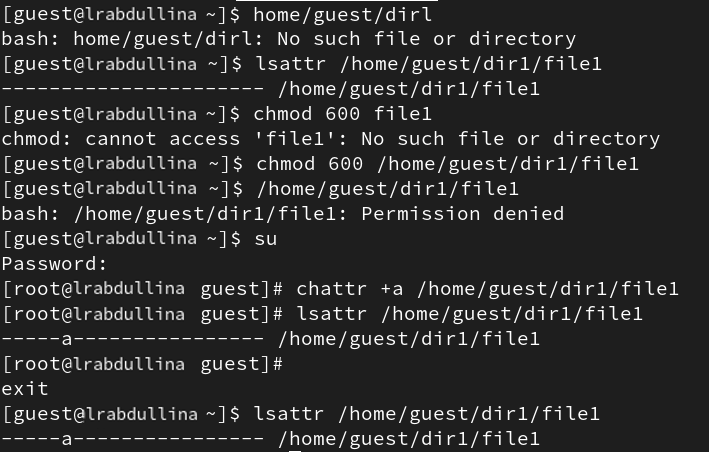 [guest@lrabdullina ~]$ home/guest/dirl
bash: home/guest/dirl: No such file or directory
[guest@lrabdullina ~]$ lsattr /home/guest/dir1/file1
---------------------- /home/guest/dir1/file1
[guest@lrabdullina ~]$ chmod 600 file1
chmod: cannot access 'file1': No such file or directory
[guest@lrabdullina ~]$ chmod 600 /home/guest/dir1/file1
[guest@lrabdullina ~]$ /home/guest/dir1/file1
bash: /home/guest/dir1/file1: Permission denied
[guest@lrabdullina ~]$ su
Password:
[root@lrabdullina guest]# chattr +a /home/guest/dir1/file1
[root@lrabdullina guest]# lsattr /home/guest/dir1/file1
-----a---------------- /home/guest/dir1/file1
[root@lrabdullina guest]#
exit
[guest@lrabdullina ~]$ lsattr /home/guest/dir1/file1
-----a---------------- /home/guest/dir1/file1